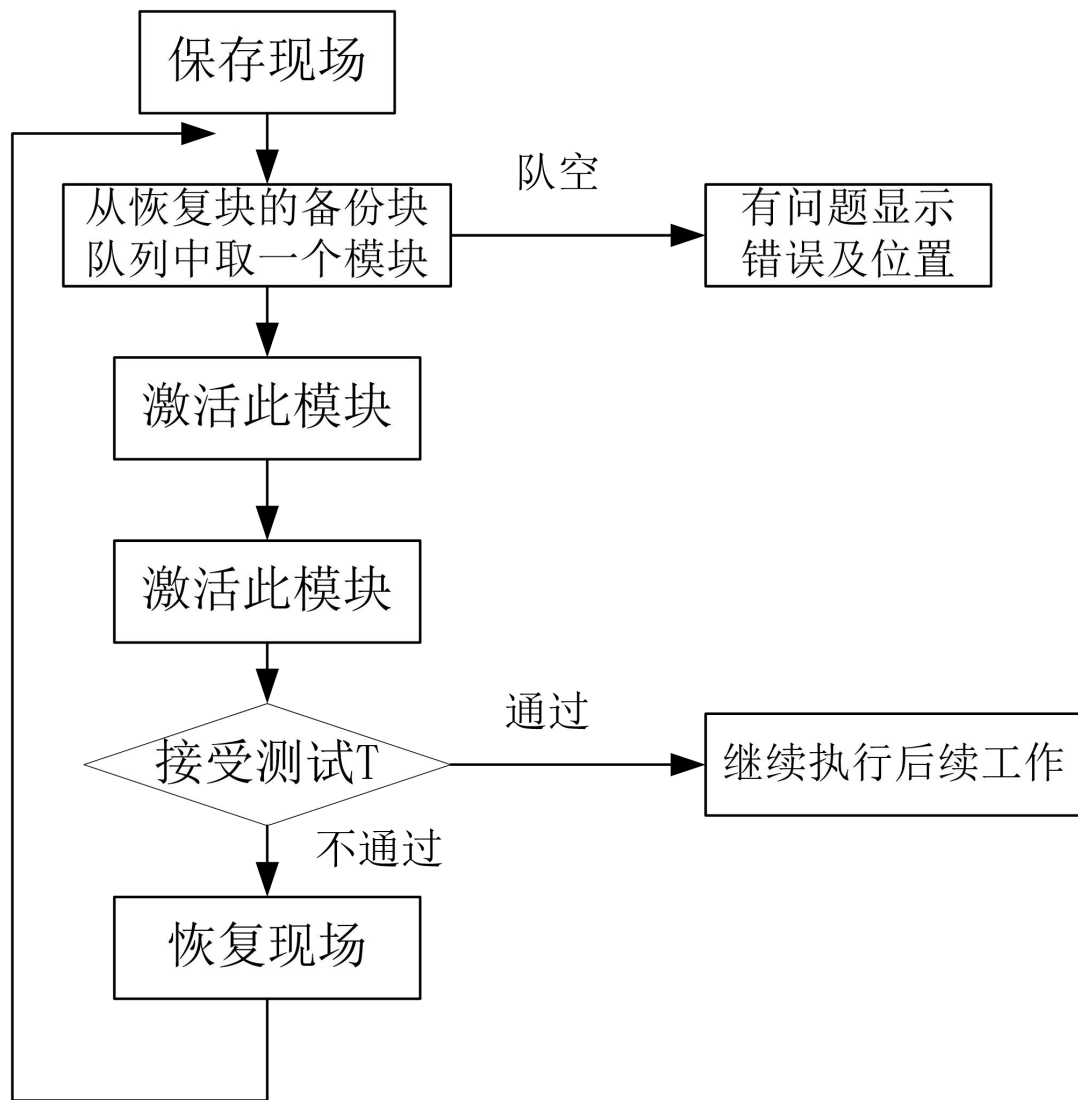 保存现场
从恢复块的备份块
队列中取一个模块
队空
有问题显示
错误及位置
激活此模块
激活此模块
接受测试T
通过
继续执行后续工作
不通过
恢复现场